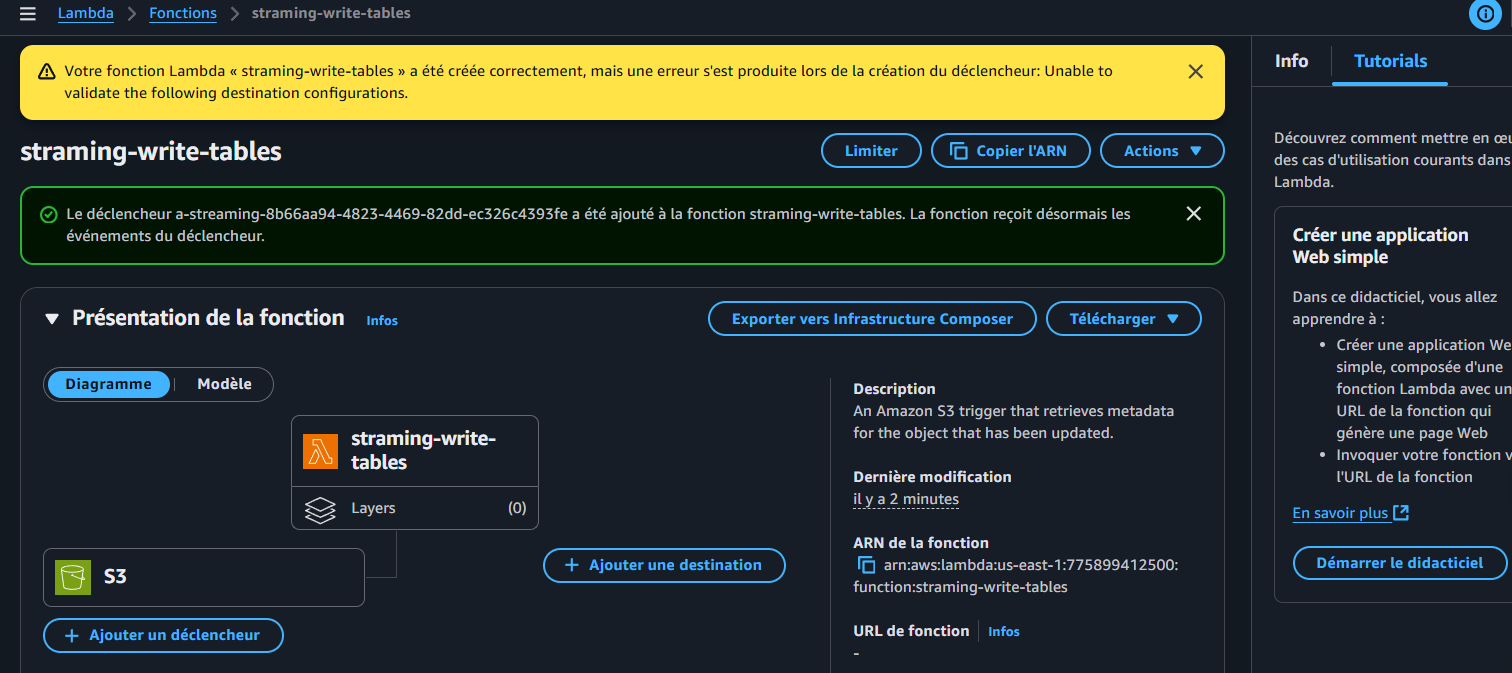 Lambda > Fonctions > straming-write-tables
Info
Tutorials
Votre fonction Lambda « straming-write-tables » a été créée correctement, mais une erreur s'est produite lors de la création du déclencheur: Unable to
validate the following destination configurations.
straming-write-tables
Limiter
Copier l'ARN
Actions
Le déclencheur a-streaming-8b66aa94-4823-4469-82dd-ec326c4393fe a été ajouté à la fonction straming-write-tables. La fonction reçoit désormais les
événements du déclencheur.
Présentation de la fonction
Infos
Exporter vers Infrastructure Composer
Télécharger
Diagramme
Modèle
straming-write-
tables
Layers
(0)
S3
Ajouter une destination
Ajouter un déclencheur
Description
An Amazon S3 trigger that retrieves metadata
for the object that has been updated.
Dernière modification
il y a 2 minutes
ARN de la fonction
arn:aws:lambda:us-east-1:775899412500:
function:straming-write-tables
URL de fonction
Infos
-
Découvrez comment mettre en œu
des cas d'utilisation courants dans
Lambda.
Créer une application
Web simple
Dans ce didacticiel, vous allez
apprendre à :
• Créer une application We
simple, composée d'une
fonction Lambda avec un
URL de la fonction qui
génère une page Web
• Invoquer votre fonction v
l'URL de la fonction
En savoir plus
Démarrer le didacticiel